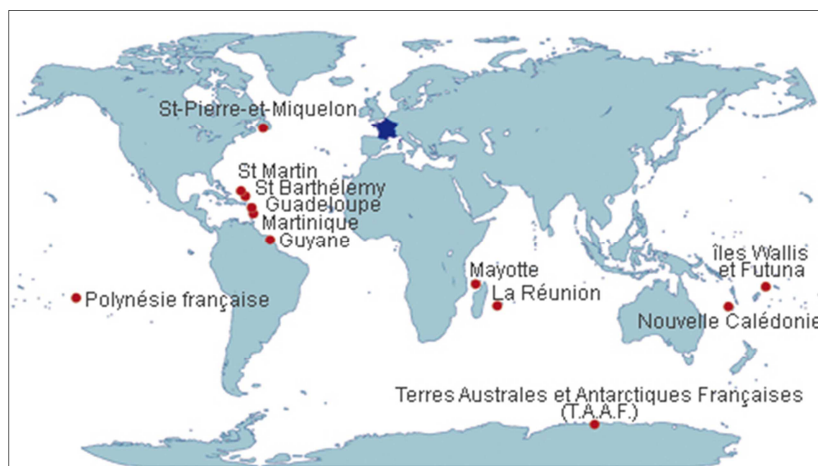 St-Pierre-et-Miquelon
St Martin
St Barthélemy
Guadeloupe
Martinique
Guyane
Polynésie française
Mayotte
La Réunion
îles Wallis
et Futuna
Nouvelle Calédonie
Terres Australes et Antarctiques Françaises
(T.A.A.F.)